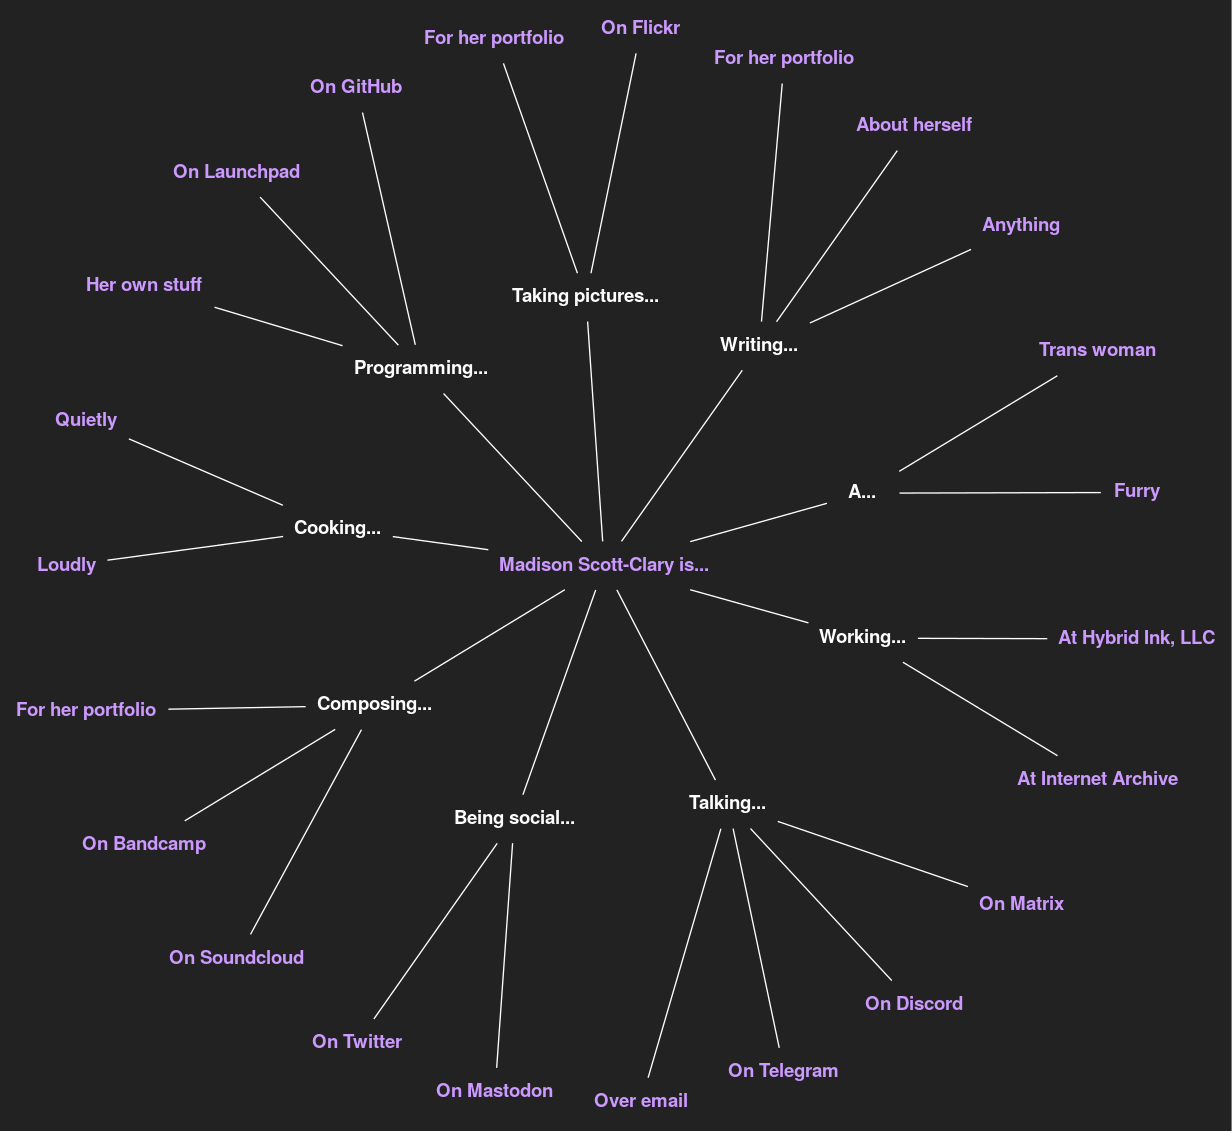 On Flickr
For her portfolio
For her portfolio
On GitHub
About herself
On Launchpad
Anything
Her own stuff
Taking pictures...
Writing...
Trans woman
Programming...
Quietly
A...
Furry
Cooking...
Loudly
Madison Scott-Clary is...
Working...
At Hybrid Ink, LLC
Composing...
For her portfolio
At Internet Archive
Talking...
Being social...
On Bandcamp
On Matrix
On Soundcloud
On Discord
On Twitter
On Telegram
On Mastodon
Over email